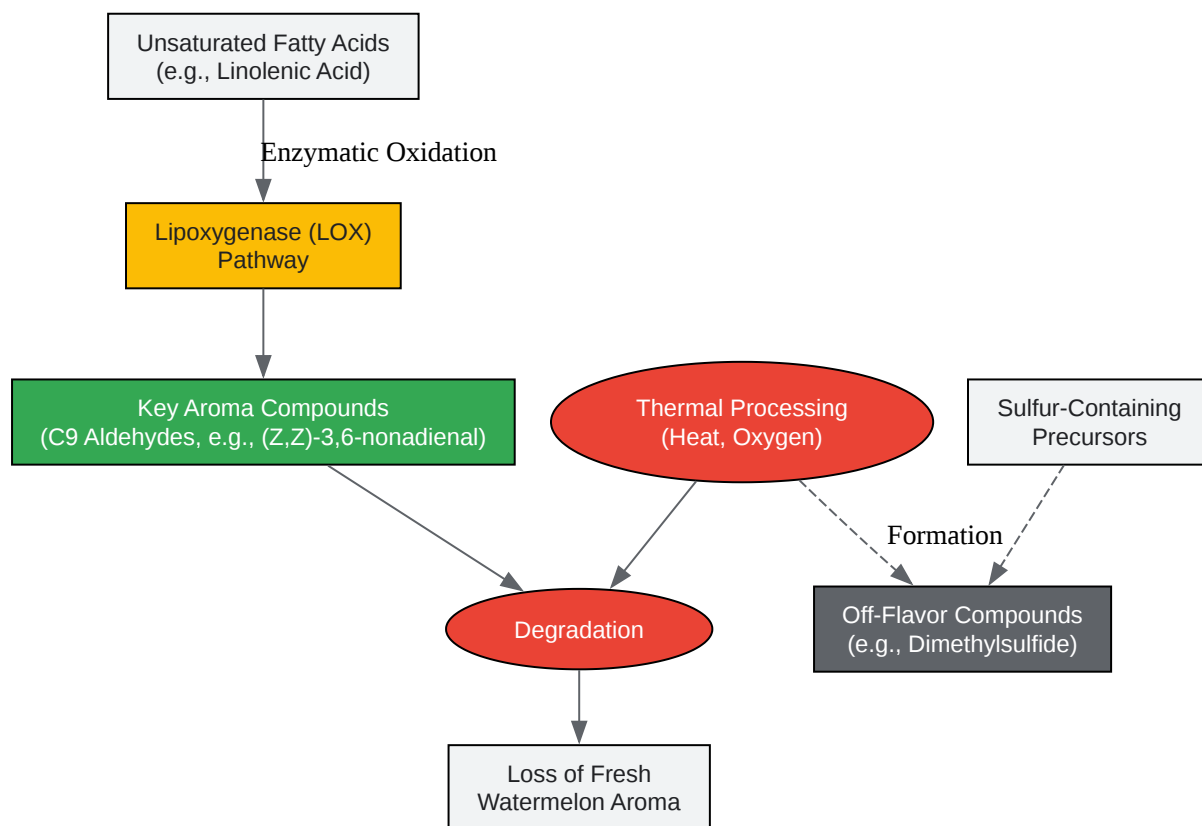 Unsaturated Fatty Acids
(e.g., Linolenic Acid)
Enzymatic Oxidation
Lipoxygenase (LOX)
Pathway
Key Aroma Compounds
(C9 Aldehydes, e.g., (Z,Z)-3,6-nonadienal)
Thermal Processing
(Heat, Oxygen)
Sulfur-Containing
Precursors
Formation
Degradation
Off-Flavor Compounds
(e.g., Dimethylsulfide)
Loss of Fresh
Watermelon Aroma